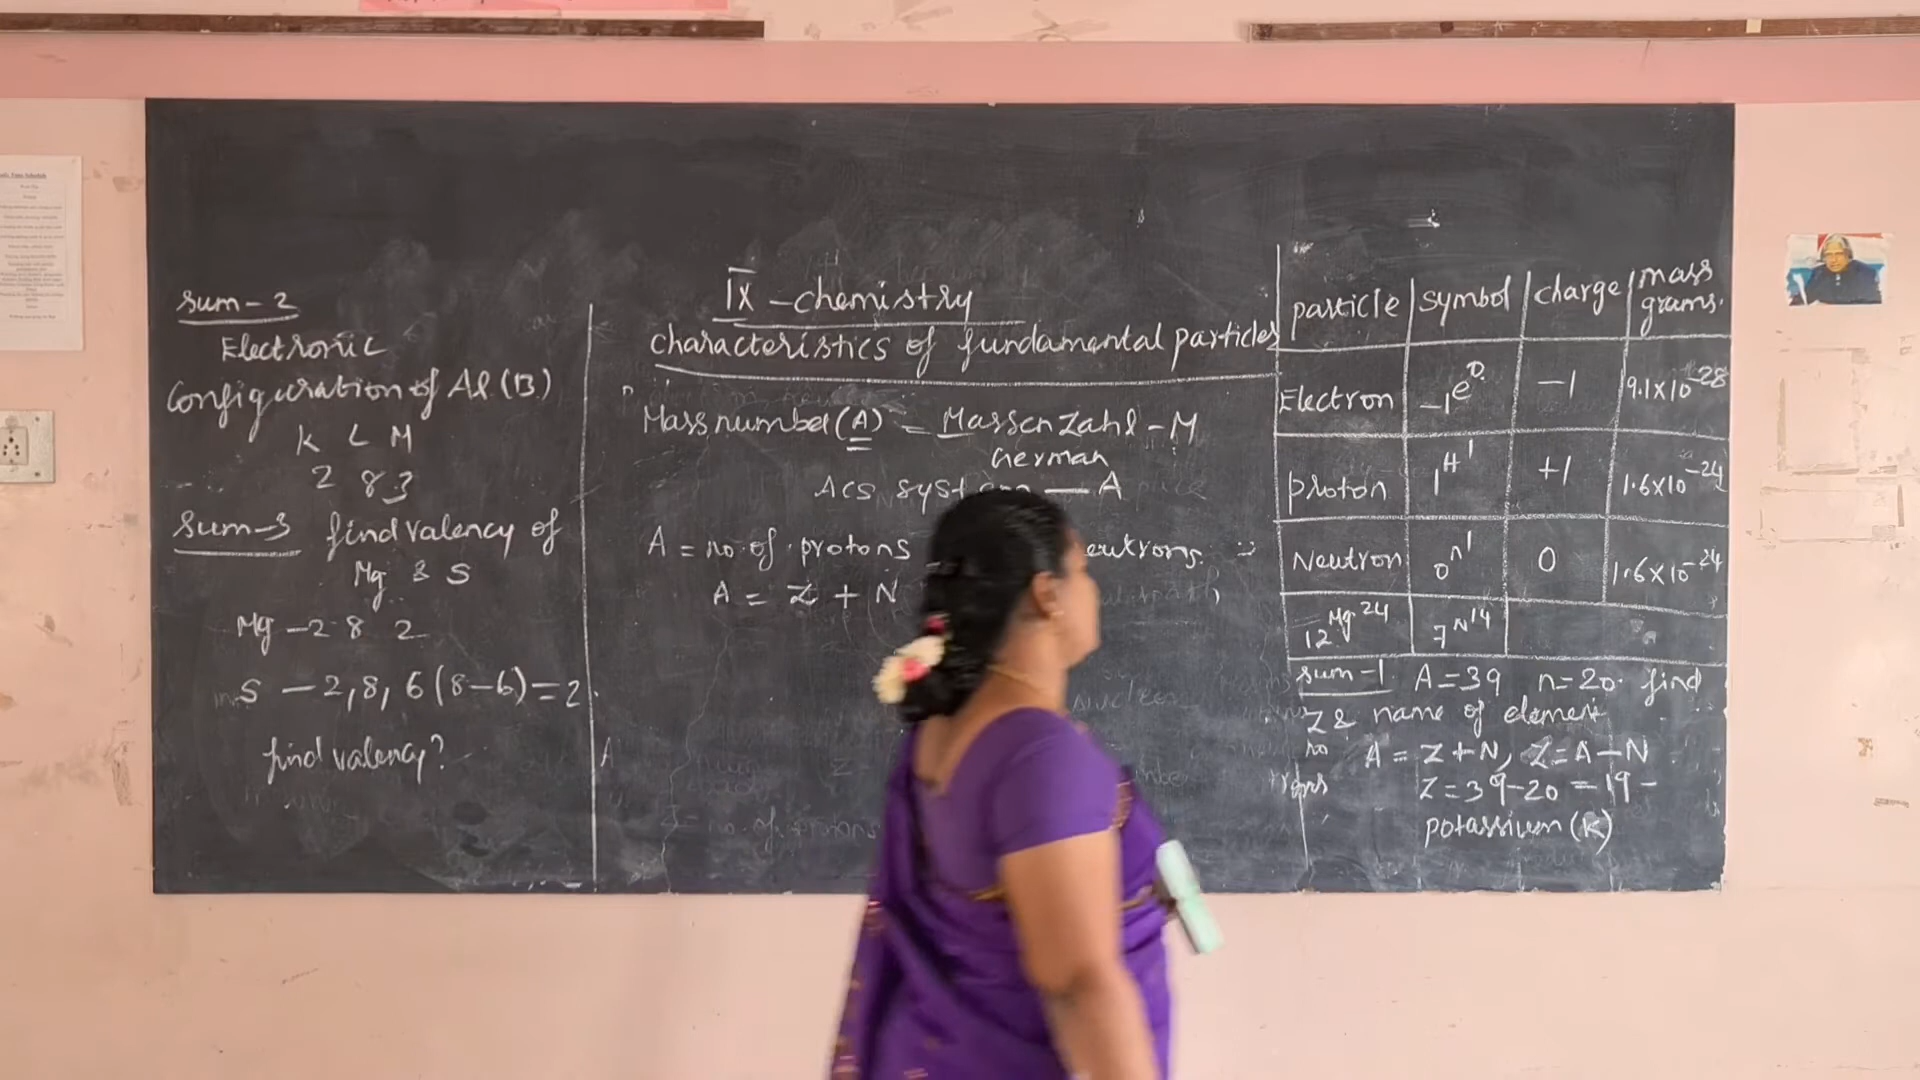 Sum-2
Electronic
Configuration of Al (13)
K L M
2 8 3
Sum-3 find valency of
Mg & S
Mg - 2 8 2
S - 2, 8, 6 (8-6) = 2.
find valency?
IX - chemistry
characteristics of fundamental particles
Mass number (A) = Massenzahl - M
German
Acs system — A
A = no. of protons
eutrons.
A = Z + N
particle symbol charge mass grams.
Electron -1e0 -1 9.1x10-28
proton 1H1 +1 1.6x10-24
Neutron 0n1 0 1.6x10-24
12Mg24 7N14
Sum-1 A=39 n=20. find
Z & name of element
A = Z+N, Z=A-N
Z=39-20 = 19 -
potassium (K)